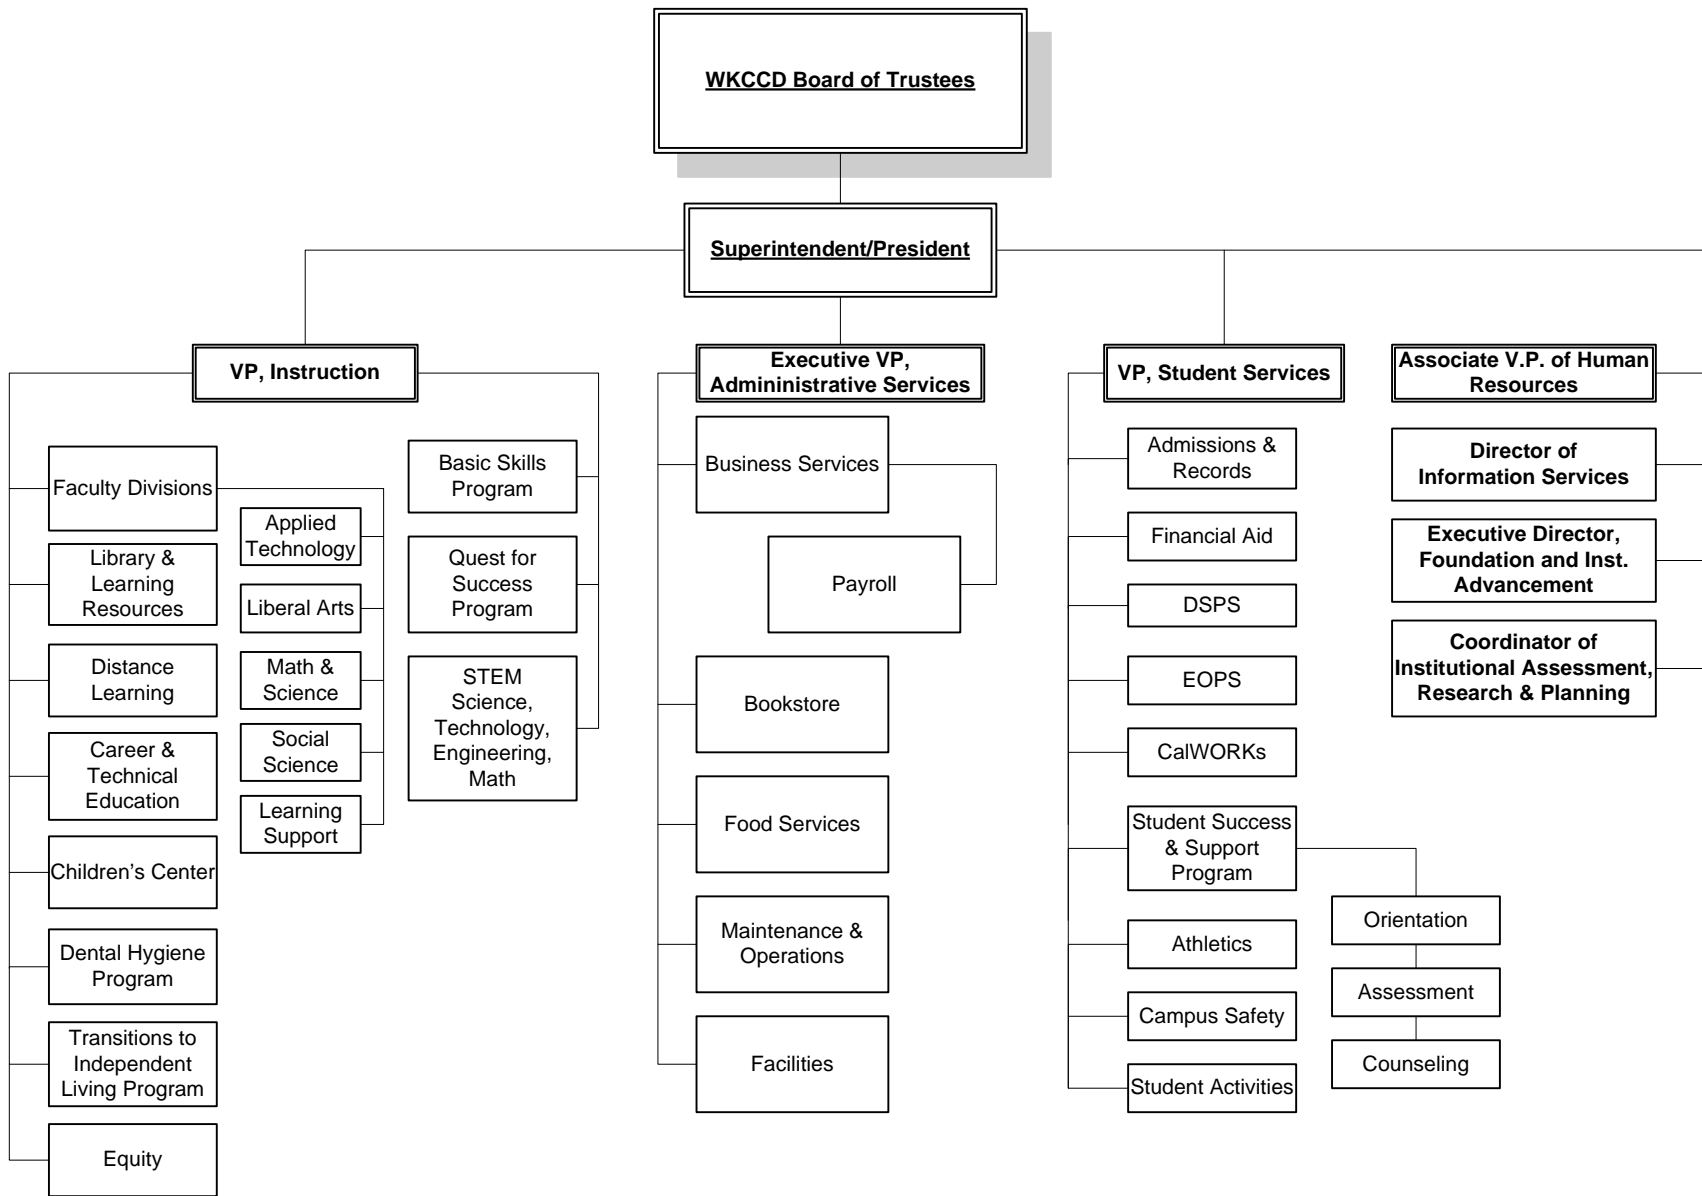 WKCCD Board of Trustees
Superintendent/President
VP, Instruction
Executive VP,
Admininistrative Services
VP, Student Services
Associate V.P. of Human
Resources
Faculty Divisions
Library &
Learning
Resources
Distance
Learning
Career &
Technical
Education
Children’s Center
Dental Hygiene
Program
Transitions to
Independent
Living Program
Equity
Applied
Technology
Liberal Arts
Math &
Science
Social
Science
Learning
Support
Basic Skills
Program
Quest for
Success
Program
STEM
Science,
Technology,
Engineering,
Math
Business Services
Payroll
Bookstore
Food Services
Maintenance &
Operations
Facilities
Admissions &
Records
Financial Aid
DSPS
EOPS
CalWORKs
Student Success
& Support
Program
Athletics
Campus Safety
Student Activities
Orientation
Assessment
Counseling
Director of
Information Services
Executive Director,
Foundation and Inst.
Advancement
Coordinator of
Institutional Assessment,
Research & Planning